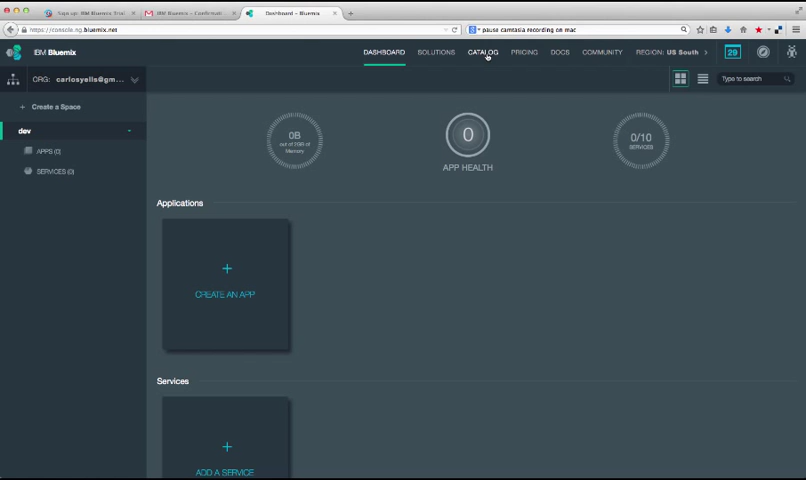 Sign up: IBM Bluemix Trial
IBM Bluemix – Confirmati...
Dashboard – Bluemix
https://console.ng.bluemix.net
pause camtasia recording on mac
IBM Bluemix
DASHBOARD SOLUTIONS CATALOG PRICING DOCS COMMUNITY REGION: US South 29
ORG: carlosyells@gm...
Type to search
Create a Space
dev
APPS (0)
SERVICES (0)
0B
out of 2GB of
Memory
0
APP HEALTH
0/10
SERVICES
Applications
CREATE AN APP
Services
ADD A SERVICE